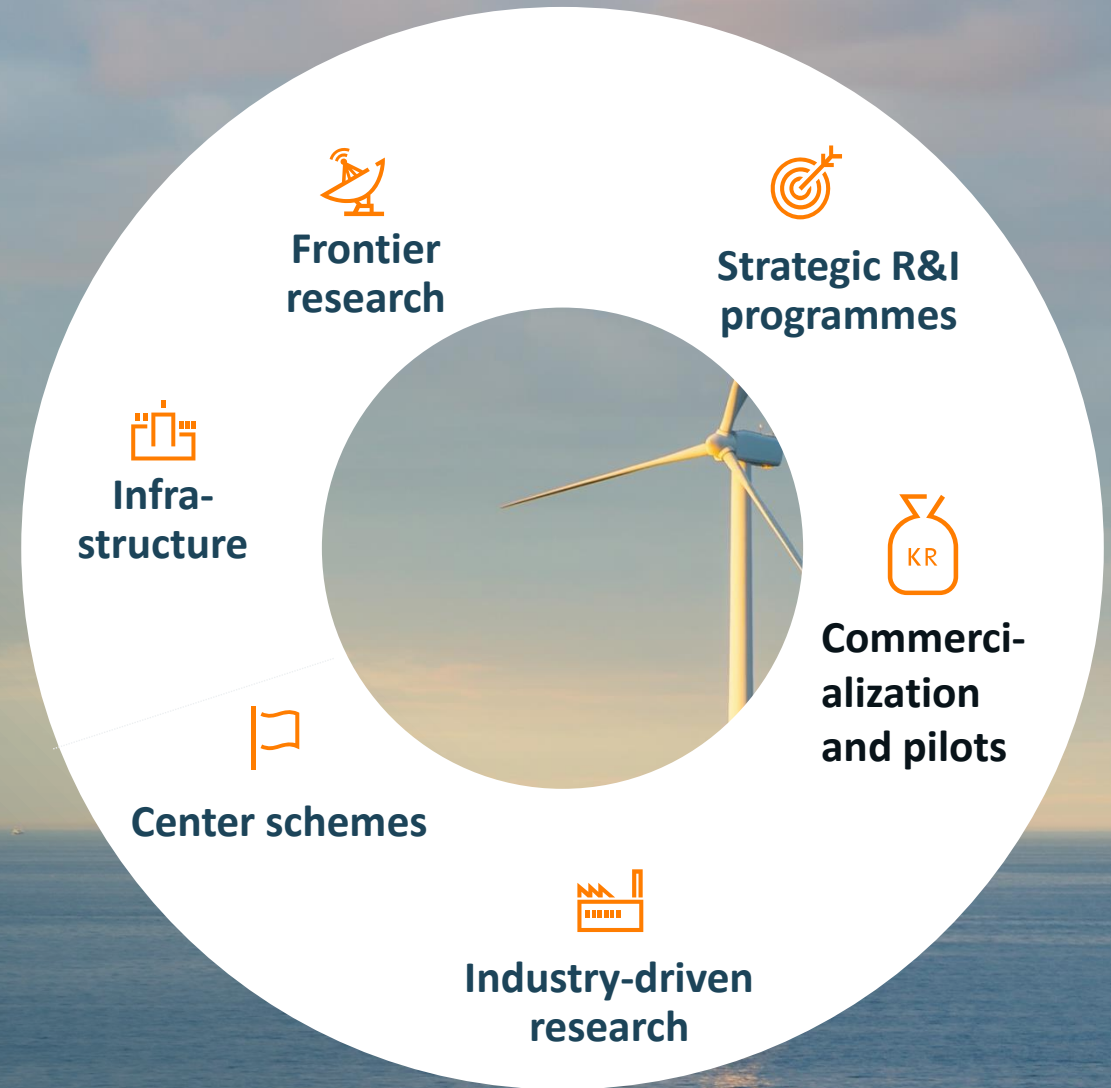 Frontier
research
Strategic R&I
programmes
Infra-
structure
KR
Commerci-
alization
and pilots
Center schemes
Industry-driven
research